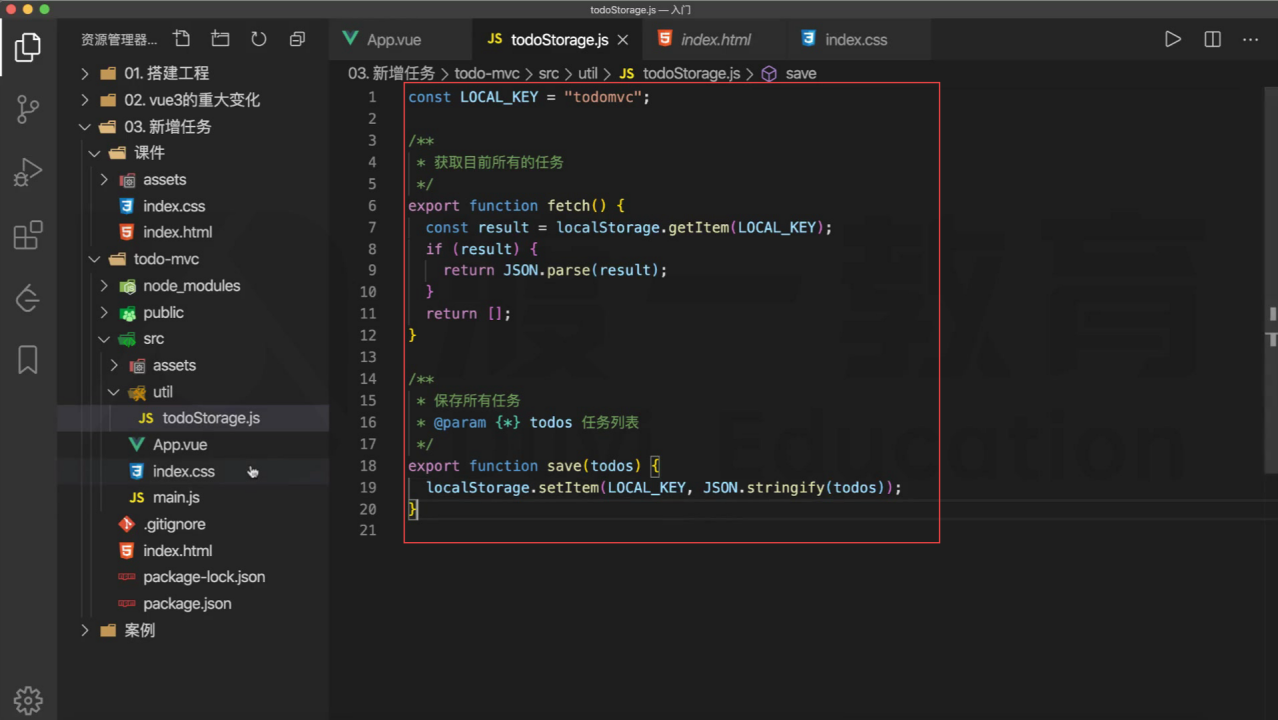 todoStorage.js — 入门
资源管理器...
App.vue
todoStorage.js
index.html
index.css
03. 新增任务 > todo-mvc > src > util > JS todoStorage.js > save
01. 搭建工程
02. vue3的重大变化
03. 新增任务
课件
assets
index.css
index.html
todo-mvc
node_modules
public
src
assets
util
JS todoStorage.js
App.vue
index.css
JS main.js
.gitignore
index.html
package-lock.json
package.json
案例
1 const LOCAL_KEY = "todomvc";
2
3 /**
4 * 获取目前所有的任务
5 */
6 export function fetch() {
7 const result = localStorage.getItem(LOCAL_KEY);
8 if (result) {
9 return JSON.parse(result);
10 }
11 return [];
12 }
13
14 /**
15 * 保存所有任务
16 * @param {*} todos 任务列表
17 */
18 export function save(todos) {
19 localStorage.setItem(LOCAL_KEY, JSON.stringify(todos));
20 }
21
渡一教育
Education